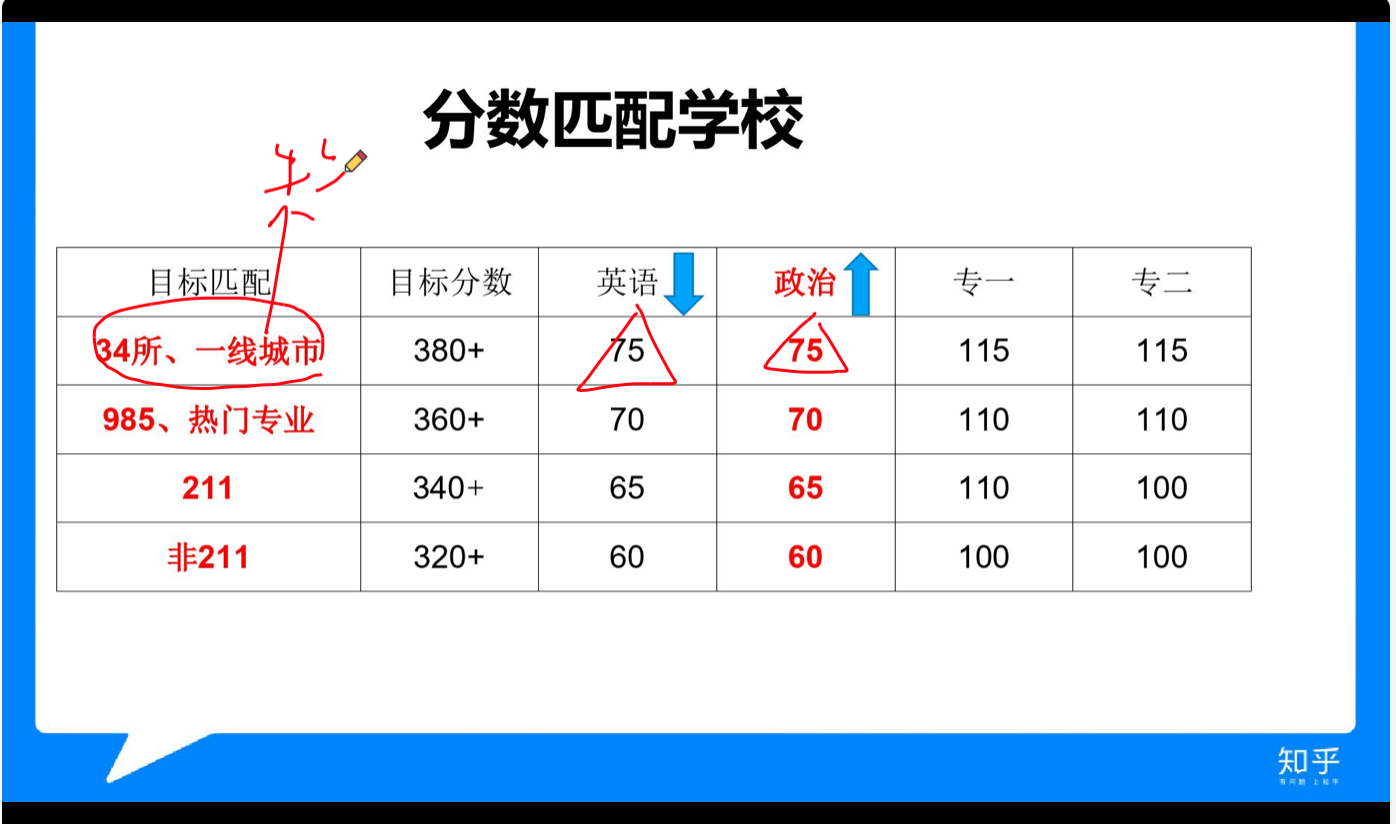 分数匹配学校
目标匹配 目标分数 英语 政治 专一 专二
34所、一线城市 380+ 75 75 115 115
985、热门专业 360+ 70 70 110 110
211 340+ 65 65 110 100
非211 320+ 60 60 100 100
知乎
有问题 上知乎